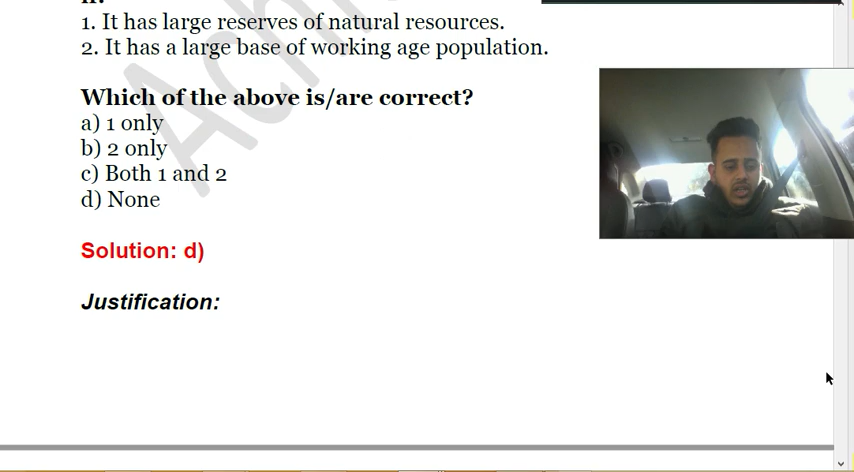 1. It has large reserves of natural resources.
2. It has a large base of working age population.
Which of the above is/are correct?
a) 1 only
b) 2 only
c) Both 1 and 2
d) None
Solution: d)
Justification: